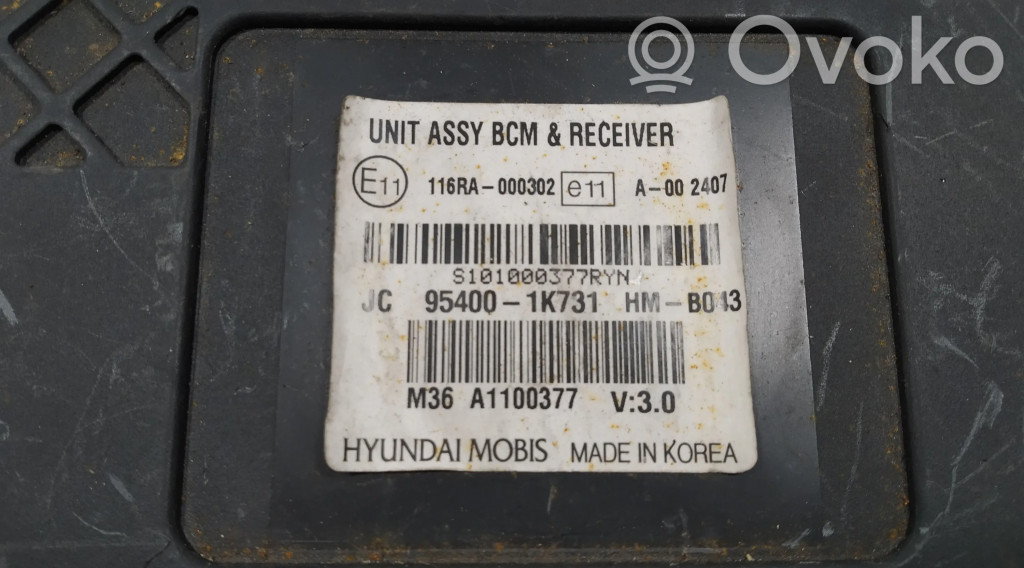 Ovoko
UNIT ASSY BCM & RECEIVER
E11 116RA-000302 e11 A-00 2407
S101000377RYN
JC 95400-1K731 HM-B043
M36 A1100377 V:3.0
HYUNDAI MOBIS MADE IN KOREA